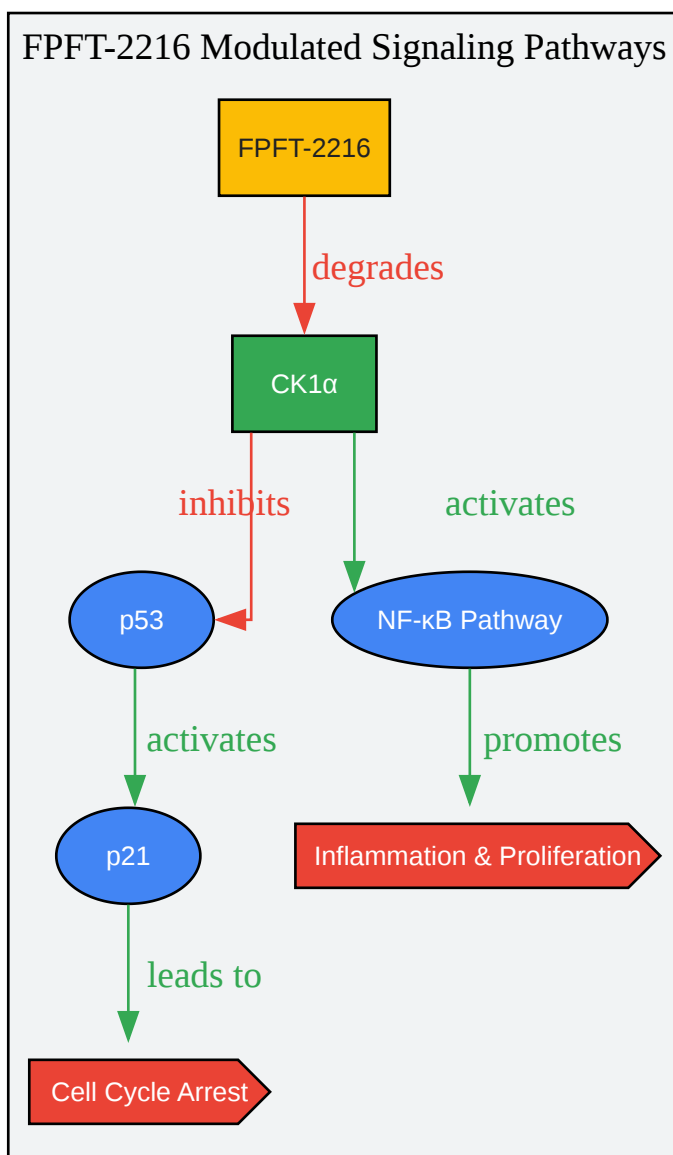 FPFT-2216 Modulated Signaling Pathways
FPFT-2216
degrades
CK1α
inhibits
activates
p53
NF-κB Pathway
activates
promotes
p21
Inflammation & Proliferation
leads to
Cell Cycle Arrest